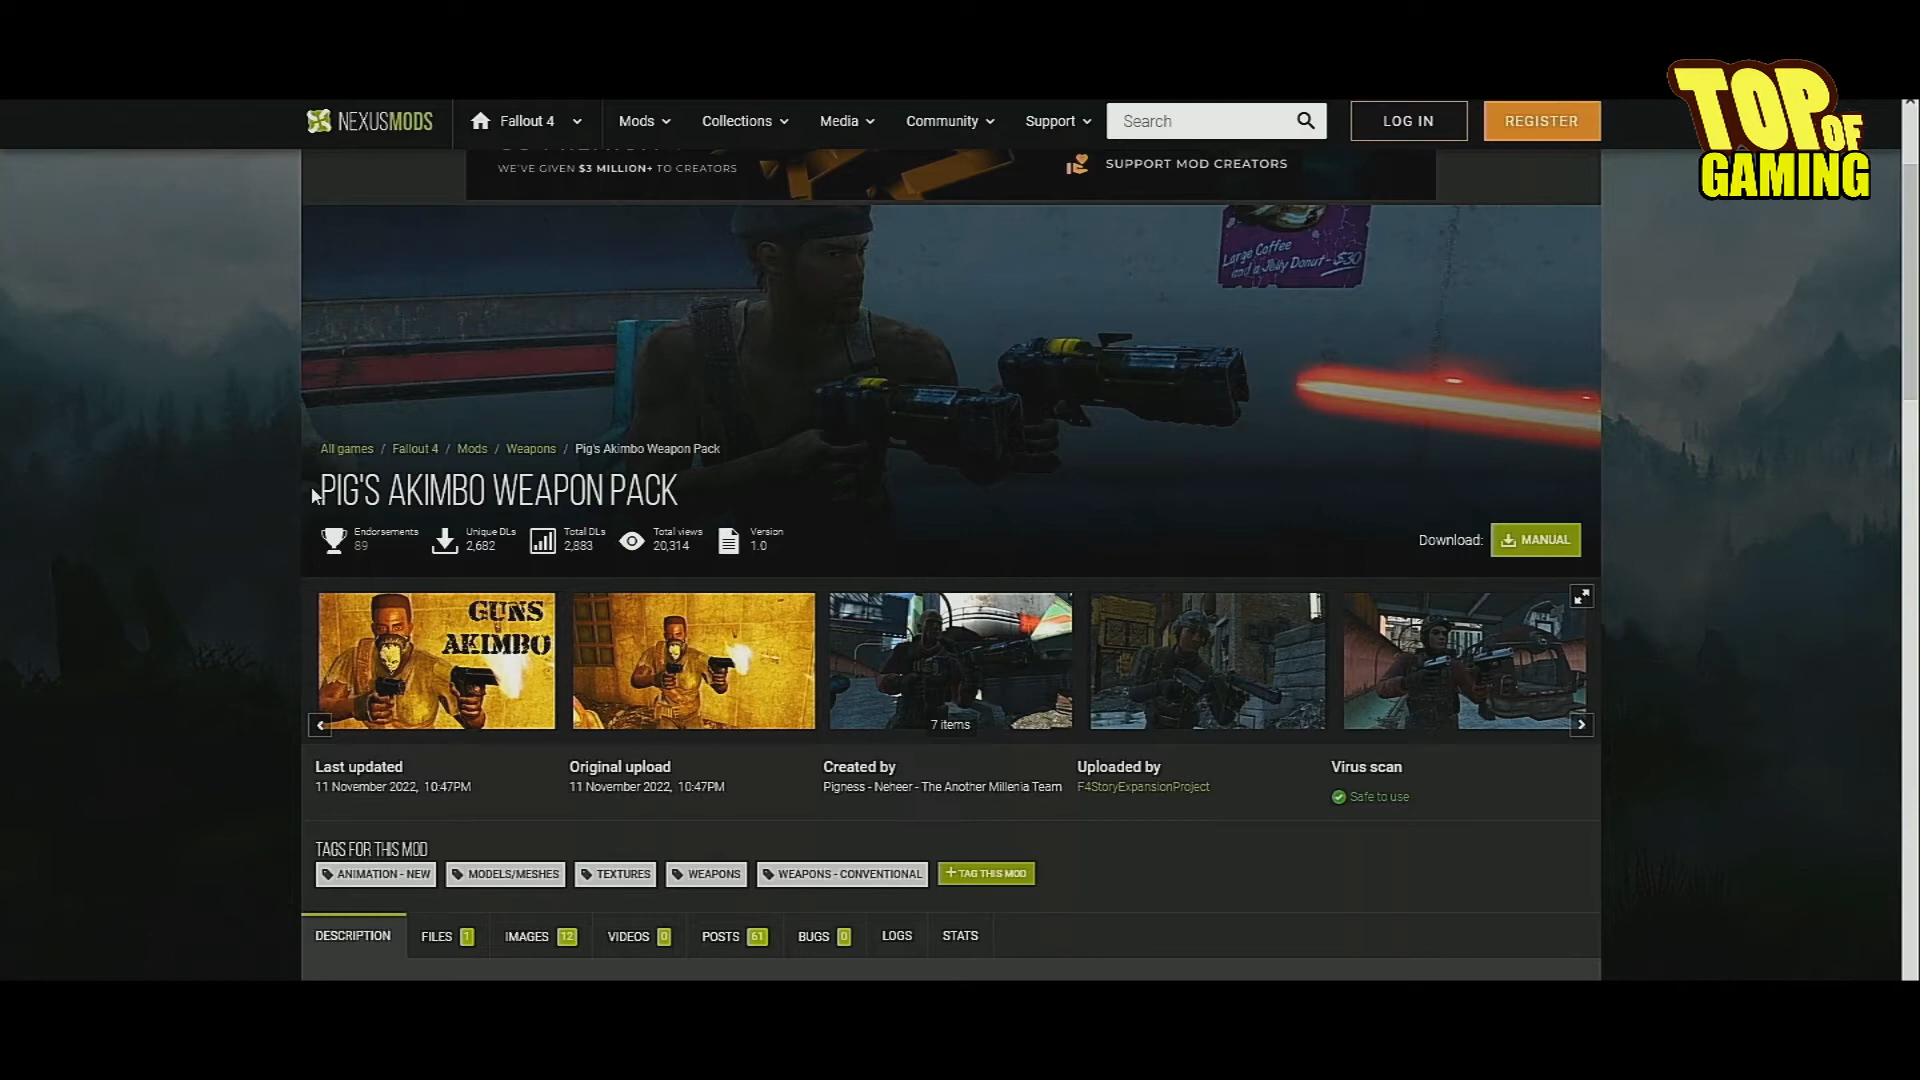 NEXUSMODS
Fallout 4
Mods
Collections
Media
Community
Support
Search
LOG IN
REGISTER
TOP OF GAMING
WE'VE GIVEN $3 MILLION+ TO CREATORS
SUPPORT MOD CREATORS
Large Coffee
and a Jelly Donut - $30
All games / Fallout 4 / Mods / Weapons / Pig's Akimbo Weapon Pack
PIG'S AKIMBO WEAPON PACK
Endorsements
89
Unique DLs
2,682
Total DLs
2,883
Total views
20,314
Version
1.0
Download:
MANUAL
GUNS
AKIMBO
7 items
Last updated
11 November 2022, 10:47PM
Original upload
11 November 2022, 10:47PM
Created by
Pigness - Neheer - The Another Millenia Team
Uploaded by
F4StoryExpansionProject
Virus scan
Safe to use
TAGS FOR THIS MOD
ANIMATION - NEW
MODELS/MESHES
TEXTURES
WEAPONS
WEAPONS - CONVENTIONAL
+ TAG THIS MOD
DESCRIPTION
FILES 1
IMAGES 12
VIDEOS 0
POSTS 61
BUGS 0
LOGS
STATS